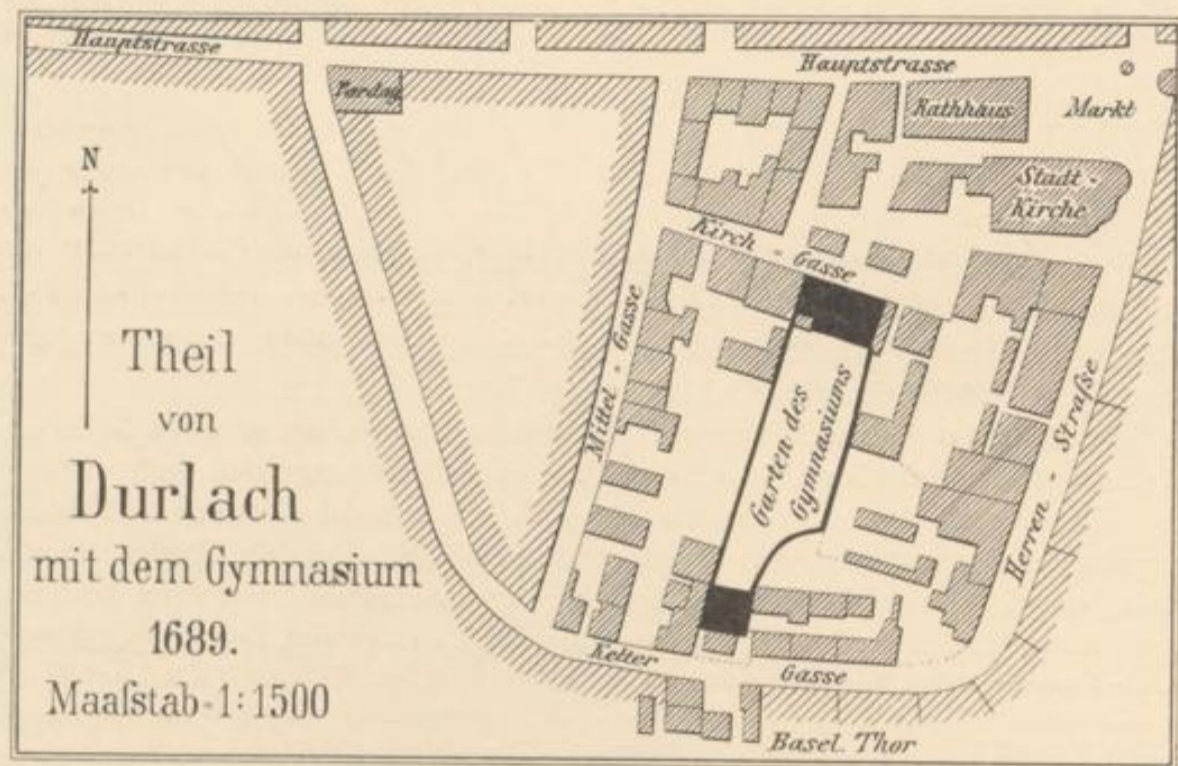 Hauptstrasse
Hauptstrasse
Rathhaus
Markt
Stadt-
Kirche
N
Kirch - Gasse
Theil
von
Durlach
mit dem Gymnasium
1689.
Maaſstab-1:1500
Mittel - Gasse
Garten des
Gymnasiums
Herren - Straſse
Kelter Gasse
Basel. Thor